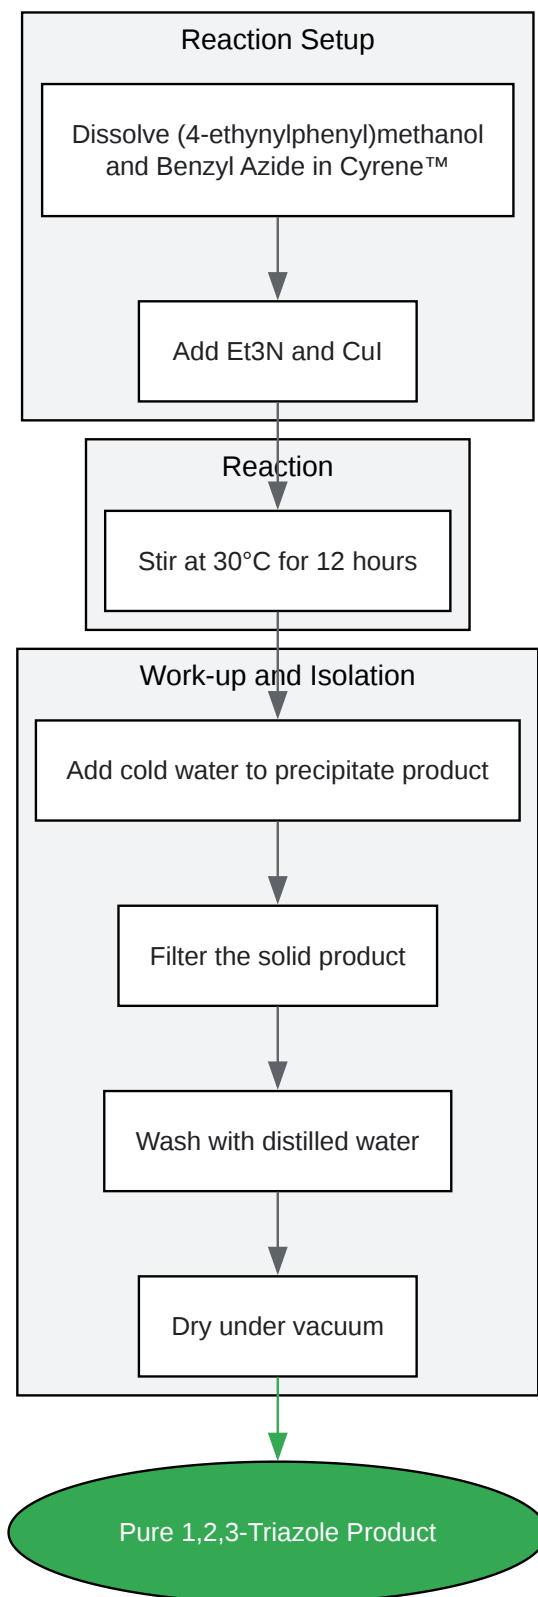 Reaction Setup
Dissolve (4-ethynylphenyl)methanol
and Benzyl Azide in Cyrene™
Add Et3N and CuI
Reaction
Stir at 30°C for 12 hours
Work-up and Isolation
Add cold water to precipitate product
Filter the solid product
Wash with distilled water
Dry under vacuum
Pure 1,2,3-Triazole Product